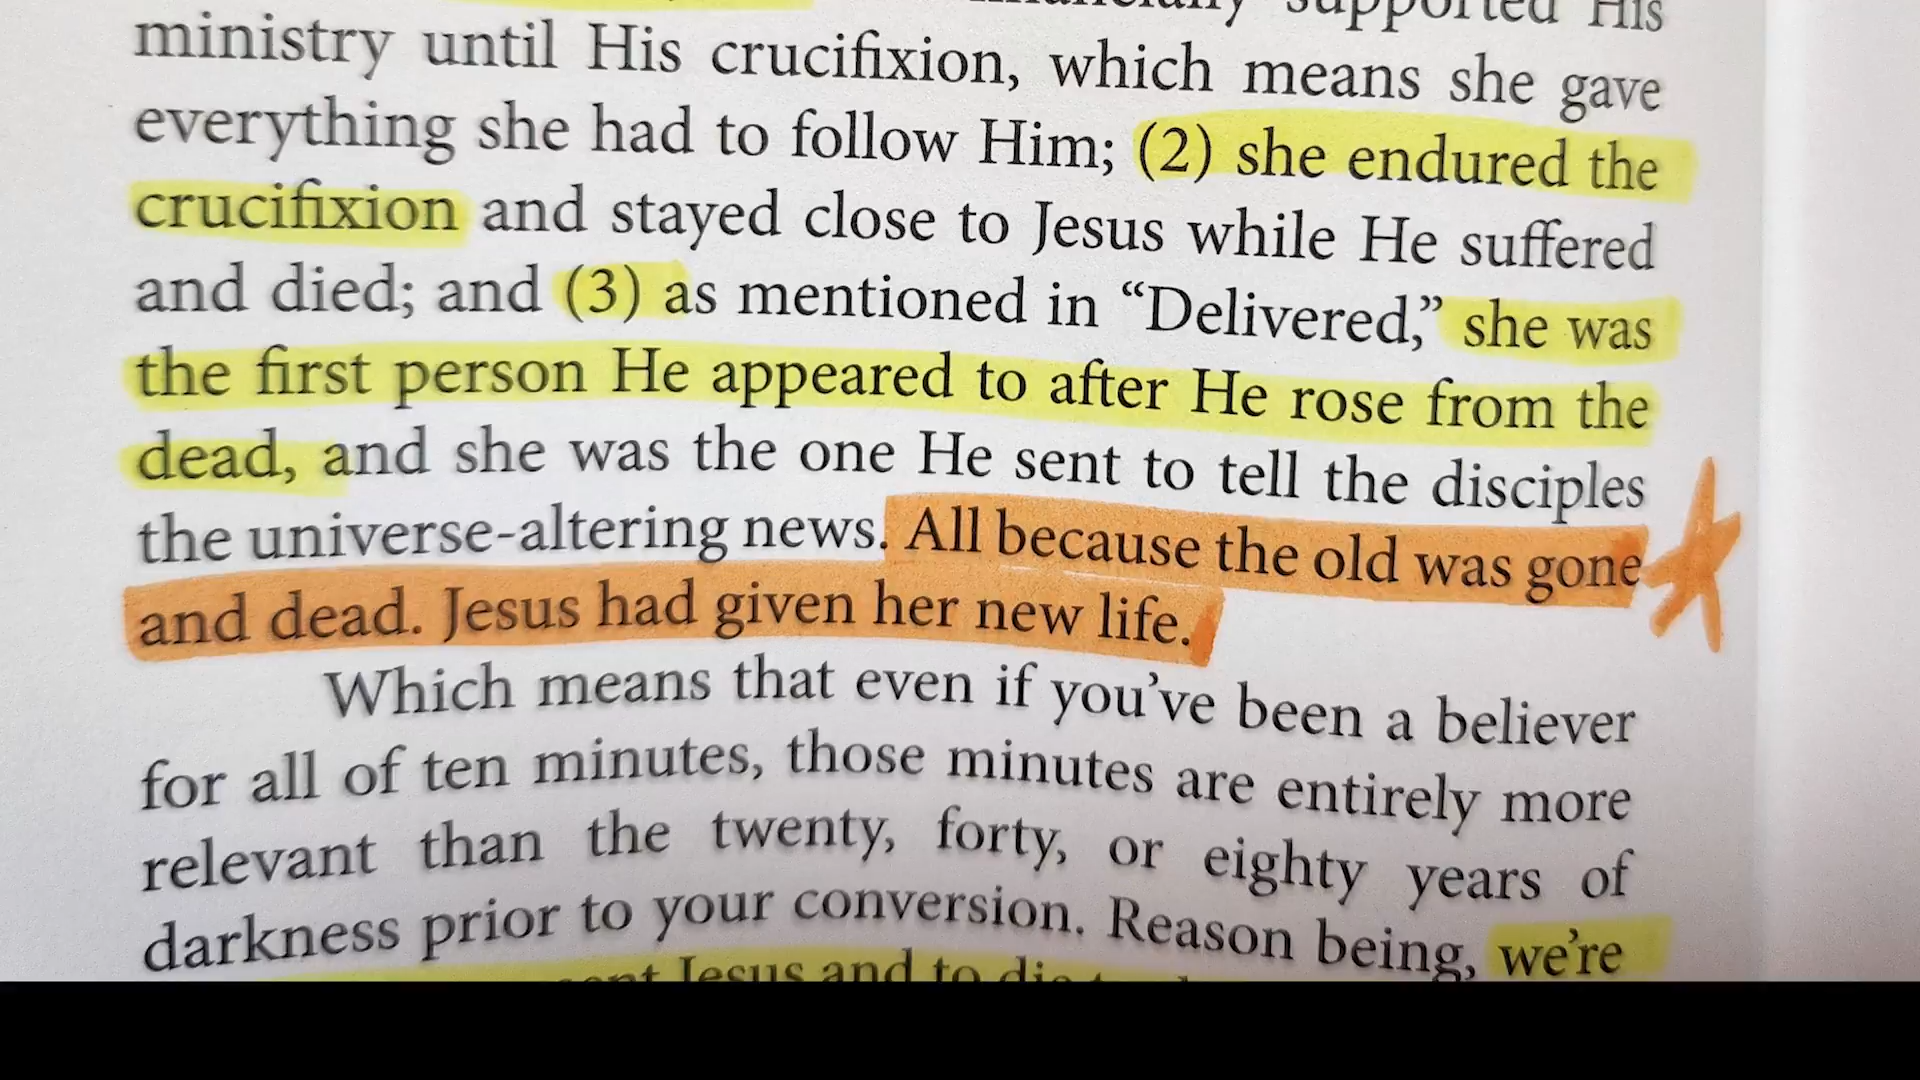 financially supported His
ministry until His crucifixion, which means she gave
everything she had to follow Him; (2) she endured the
crucifixion and stayed close to Jesus while He suffered
and died; and (3) as mentioned in “Delivered,” she was
the first person He appeared to after He rose from the
dead, and she was the one He sent to tell the disciples
the universe-altering news. All because the old was gone
and dead. Jesus had given her new life.
Which means that even if you’ve been a believer
for all of ten minutes, those minutes are entirely more
relevant than the twenty, forty, or eighty years of
darkness prior to your conversion. Reason being, we’re
Jesus and to